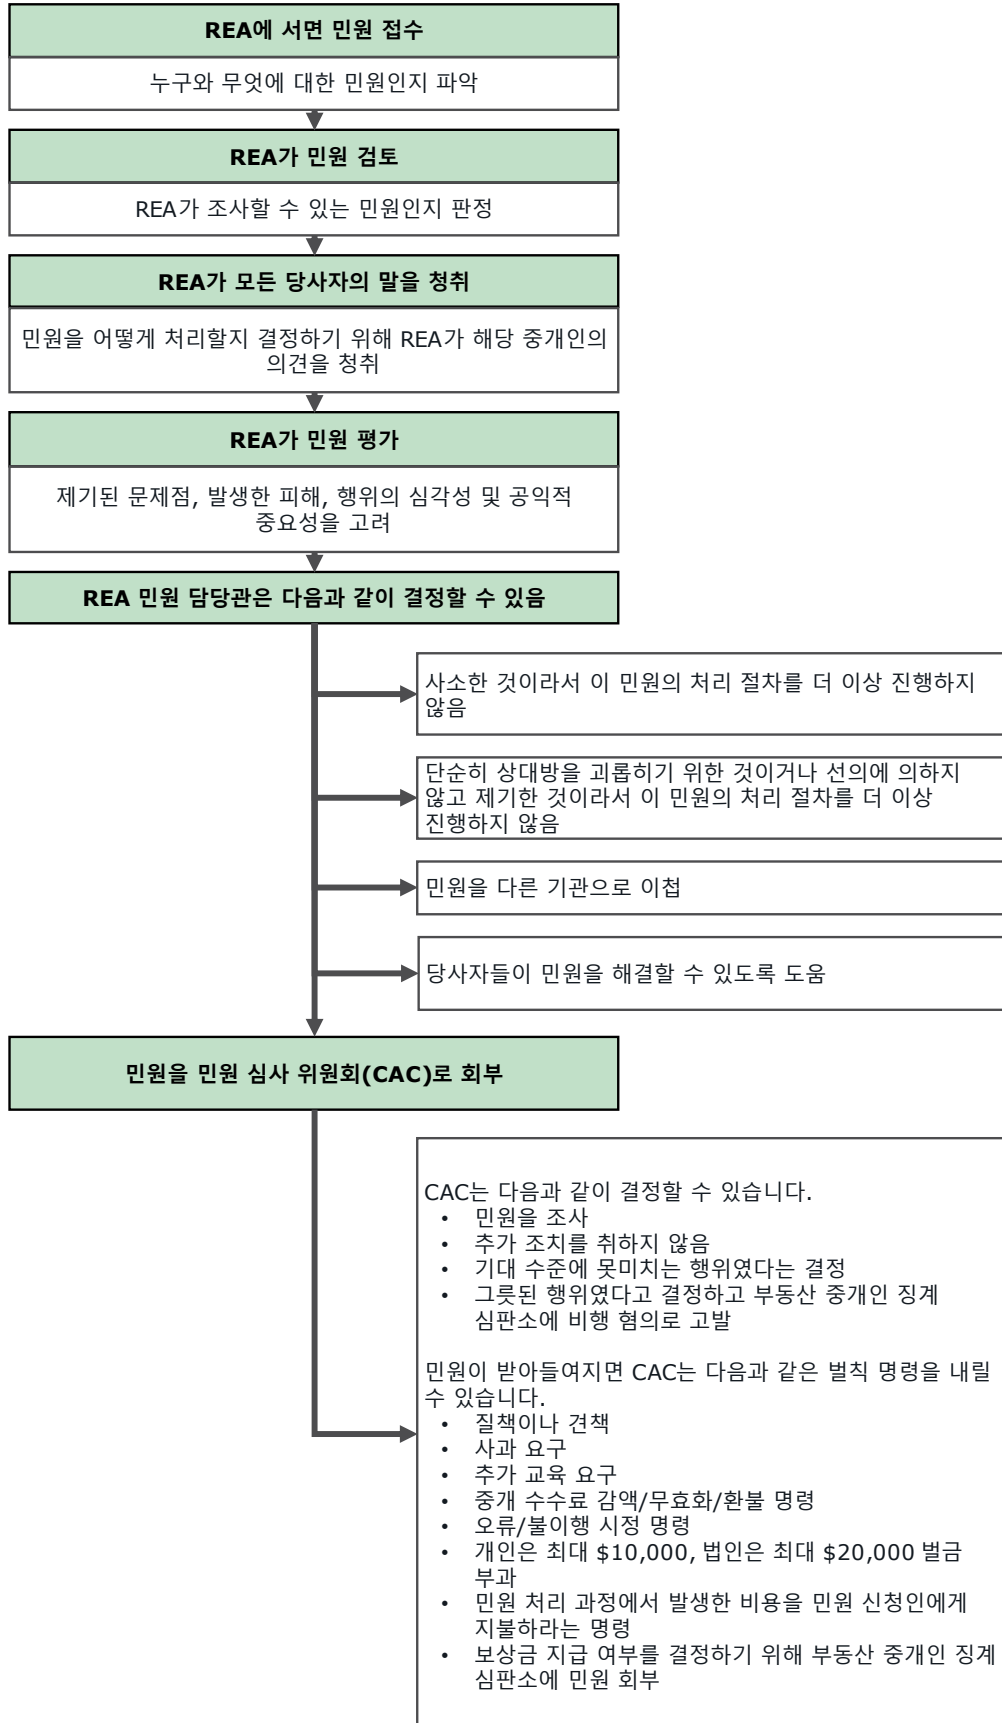 REA에 서면 민원 접수
누구와 무엇에 대한 민원인지 파악
REA가 민원 검토
REA가 조사할 수 있는 민원인지 판정
REA가 모든 당사자의 말을 청취
민원을 어떻게 처리할지 결정하기 위해 REA가 해당 중개인의
의견을 청취
REA가 민원 평가
제기된 문제점, 발생한 피해, 행위의 심각성 및 공익적
중요성을 고려
REA 민원 담당관은 다음과 같이 결정할 수 있음
사소한 것이라서 이 민원의 처리 절차를 더 이상 진행하지
않음
단순히 상대방을 괴롭히기 위한 것이거나 선의에 의하지
않고 제기한 것이라서 이 민원의 처리 절차를 더 이상
진행하지 않음
민원을 다른 기관으로 이첩
당사자들이 민원을 해결할 수 있도록 도움
민원을 민원 심사 위원회(CAC)로 회부
CAC는 다음과 같이 결정할 수 있습니다.
• 민원을 조사
• 추가 조치를 취하지 않음
• 기대 수준에 못미치는 행위였다는 결정
• 그릇된 행위였다고 결정하고 부동산 중개인 징계
심판소에 비행 혐의로 고발
민원이 받아들여지면 CAC는 다음과 같은 벌칙 명령을 내릴
수 있습니다.
• 질책이나 견책
• 사과 요구
• 추가 교육 요구
• 중개 수수료 감액/무효화/환불 명령
• 오류/불이행 시정 명령
• 개인은 최대 $10,000, 법인은 최대 $20,000 벌금
부과
• 민원 처리 과정에서 발생한 비용을 민원 신청인에게
지불하라는 명령
• 보상금 지급 여부를 결정하기 위해 부동산 중개인 징계
심판소에 민원 회부